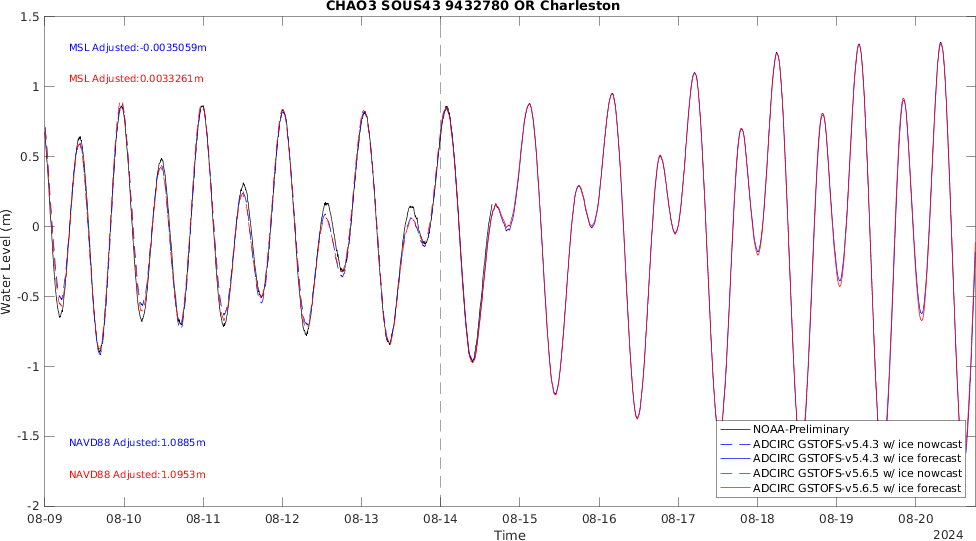 CHAO3 SOUS43 9432780 OR Charleston
1.5
1
0.5
0
-0.5
-1
-1.5
-2
Water Level (m)
MSL Adjusted:-0.0035059m
MSL Adjusted:0.0033261m
NAVD88 Adjusted:1.0885m
NAVD88 Adjusted:1.0953m
NOAA-Preliminary
ADCIRC GSTOFS-v5.4.3 w/ ice nowcast
ADCIRC GSTOFS-v5.4.3 w/ ice forecast
ADCIRC GSTOFS-v5.6.5 w/ ice nowcast
ADCIRC GSTOFS-v5.6.5 w/ ice forecast
08-09 08-10 08-11 08-12 08-13 08-14 08-15 08-16 08-17 08-18 08-19 08-20
Time
2024